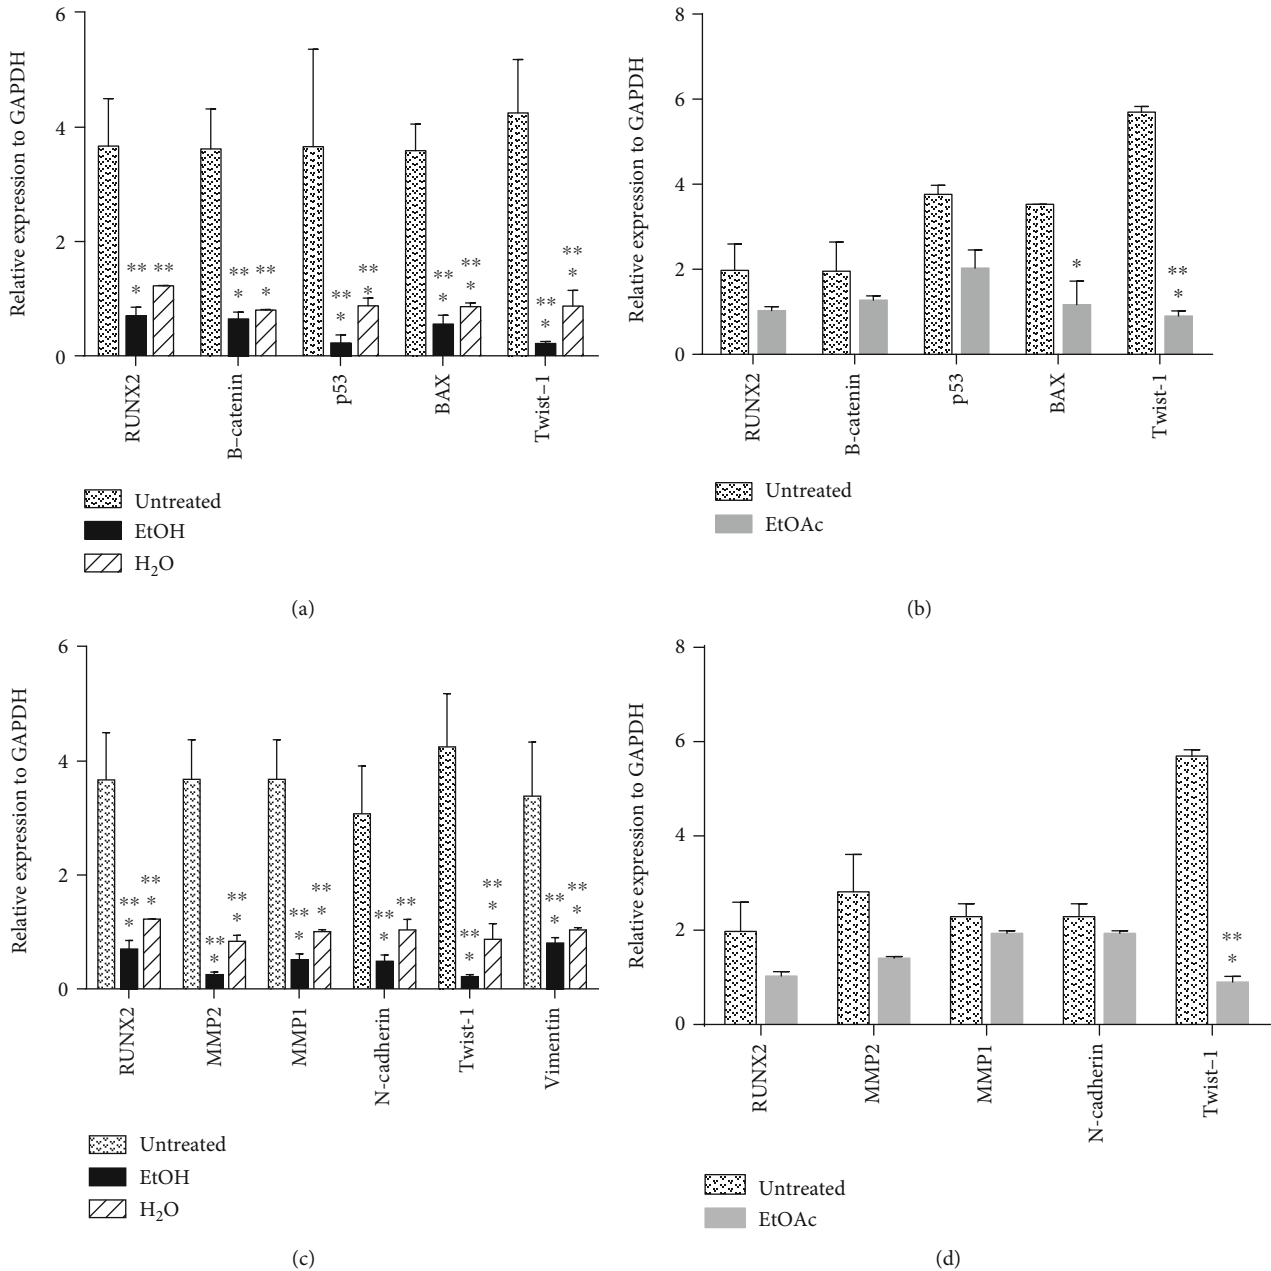 6
4
2
0
Relative expression to GAPDH
** ** ** ** ** ** ** ** ** **
* * * * * * * * *
RUNX2
B–catenin
p53
BAX
Twist–1
Untreated
EtOH
H₂O
(a)
8
6
4
2
0
Relative expression to GAPDH
* **
*
RUNX2
B-catenin
p53
BAX
Twist-1
Untreated
EtOAc
(b)
6
4
2
0
Relative expression to GAPDH
** ** ** ** ** ** ** ** ** ** ** **
* * * * * * * * * * *
RUNX2
MMP2
MMP1
N-cadherin
Twist-1
Vimentin
Untreated
EtOH
H₂O
(c)
8
6
4
2
0
Relative expression to GAPDH
**
*
RUNX2
MMP2
MMP1
N-cadherin
Twist–1
Untreated
EtOAc
(d)